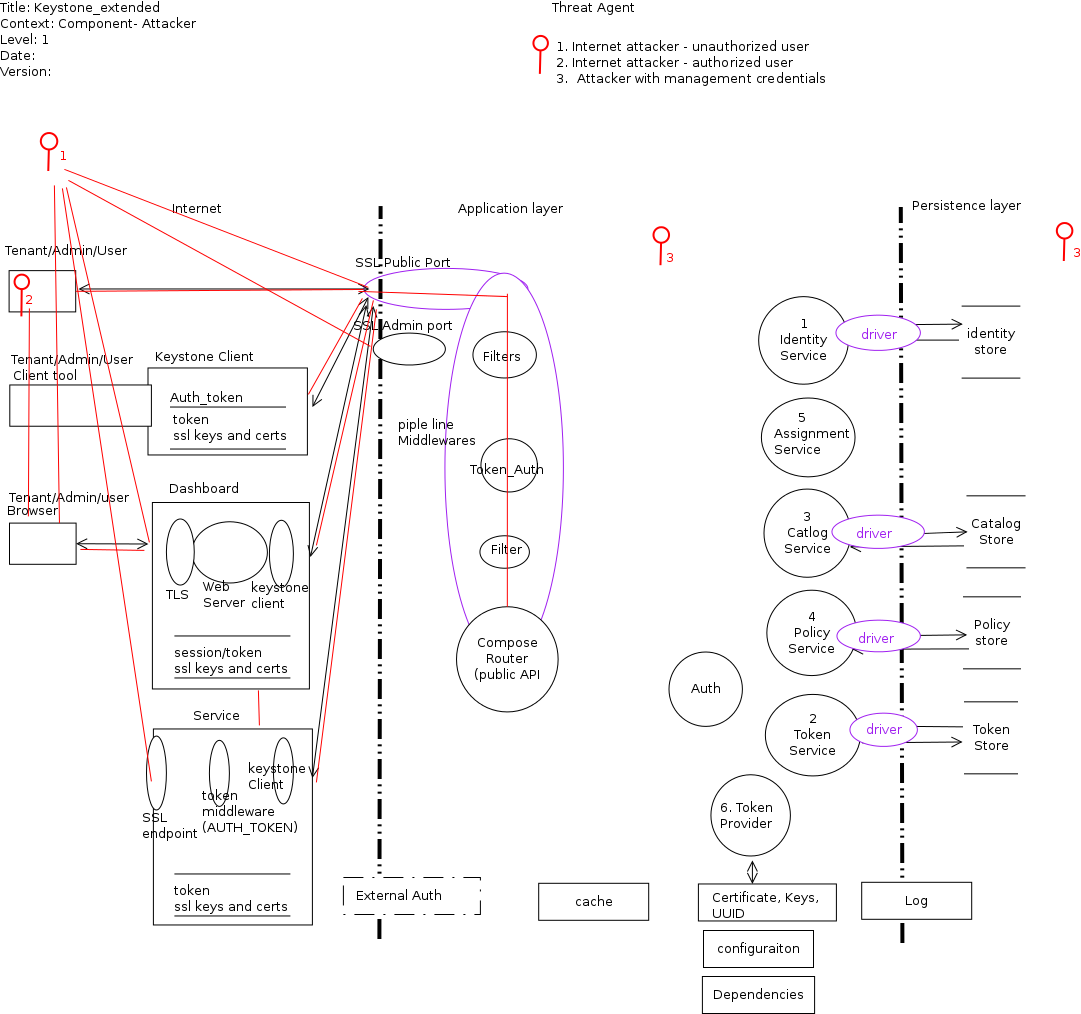 Title: Keystone_extended
Context: Component- Attacker
Level: 1
Date:
Version:
Threat Agent
1. Internet attacker - unauthorized user
2. Internet attacker - authorized user
3.  Attacker with management credentials
1
Internet
Application layer
Persistence layer
3
3
Tenant/Admin/User
2
SSL Public Port
SSL Admin port
Tenant/Admin/User
Client tool
Keystone Client
Auth_token
token
ssl keys and certs
Filters
piple line
Middlewares
Token_Auth
Filter
Compose
Router
(public API
1
Identity
Service
driver
identity
store
5
Assignment
Service
3
Catlog
Service
driver
Catalog
Store
4
Policy
Service
driver
Policy
store
Auth
2
Token
Service
driver
Token
Store
6. Token
Provider
Tenant/Admin/user
Browser
Dashboard
TLS
Web
Server
keystone
client
session/token
ssl keys and certs
Service
keystone
Client
token
middleware
(AUTH_TOKEN)
SSL
endpoint
token
ssl keys and certs
External Auth
cache
Certificate, Keys,
UUID
Log
configuraiton
Dependencies